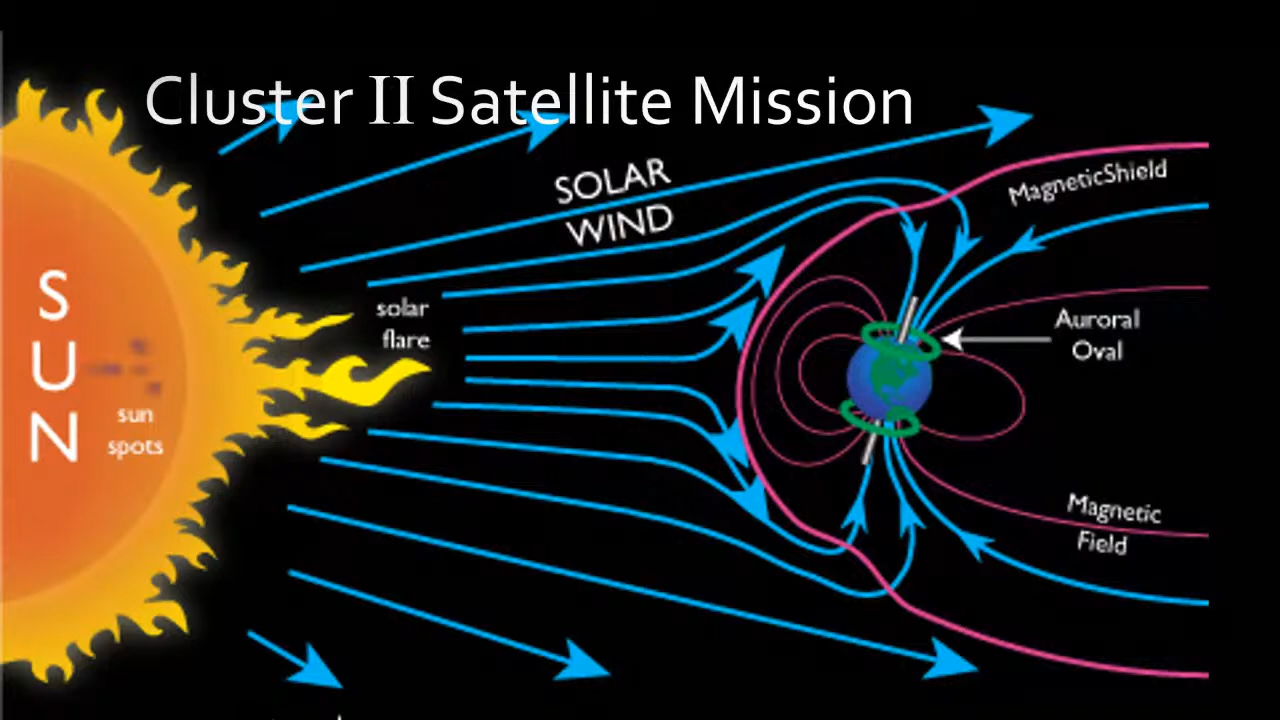 Cluster II Satellite Mission
SOLAR
WIND
MagneticShield
S
U
N
solar
flare
sun
spots
Auroral
Oval
Magnetic
Field